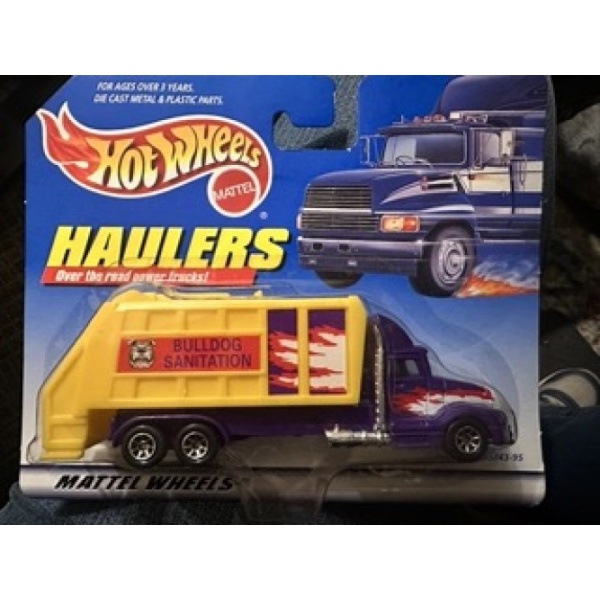 FOR AGES OVER 3 YEARS.
DIE CAST METAL & PLASTIC PARTS.
HOT WHEELS
MATTEL
®
HAULERS
Over the road power trucks!
BULLDOG
SANITATION
MATTEL WHEELS